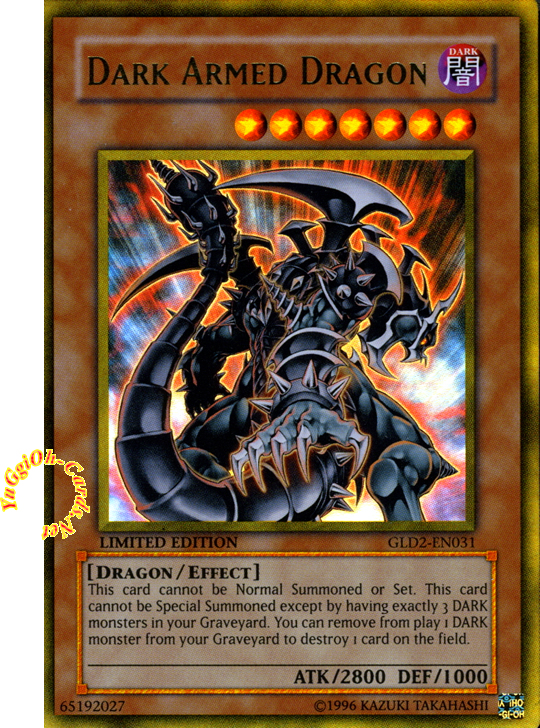 DARK ARMED DRAGON
DARK
闇
LIMITED EDITION GLD2-EN031
[DRAGON/EFFECT]
This card cannot be Normal Summoned or Set. This card
cannot be Special Summoned except by having exactly 3 DARK
monsters in your Graveyard. You can remove from play 1 DARK
monster from your Graveyard to destroy 1 card on the field.
ATK/2800 DEF/1000
65192027 ©1996 KAZUKI TAKAHASHI
YuGgiOh-Cards.Net